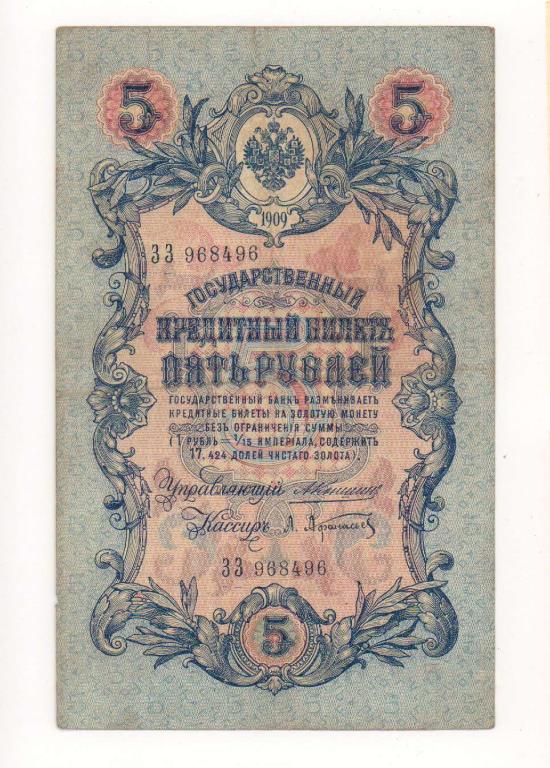 5 5
1909
ЗЗ 968496
ГОСУДАРСТВЕННЫЙ
КРЕДИТНЫЙ БИЛЕТЪ
ПЯТЬ РУБЛЕЙ
ГОСУДАРСТВЕННЫЙ БАНКЪ РАЗМѢНИВАЕТЪ
КРЕДИТНЫЕ БИЛЕТЫ НА ЗОЛОТУЮ МОНЕТУ
БЕЗЪ ОГРАНИЧЕНІЯ СУММЫ
(1 РУБЛЬ = 1/15 ИМПЕРІАЛА, СОДЕРЖИТЪ
17,424 ДОЛЕЙ ЧИСТАГО ЗОЛОТА).
Управляющій
Кассиръ А. Афанасьев
ЗЗ 968496
5